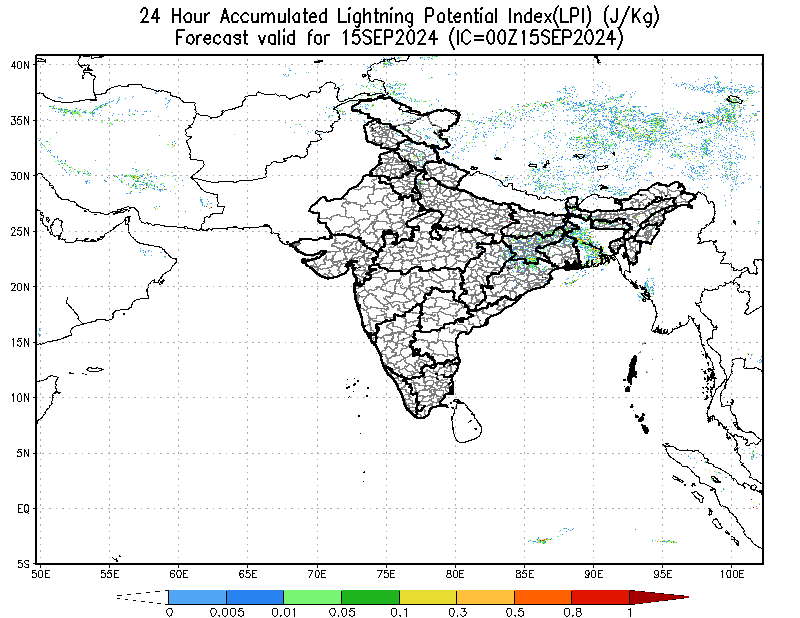 24 Hour Accumulated Lightning Potential Index(LPI) (J/Kg)
Forecast valid for 15SEP2024 (IC=00Z15SEP2024)
40N
35N
30N
25N
20N
15N
10N
5N
EQ
5S
50E 55E 60E 65E 70E 75E 80E 85E 90E 95E 100E
0 0.005 0.01 0.05 0.1 0.3 0.5 0.8 1